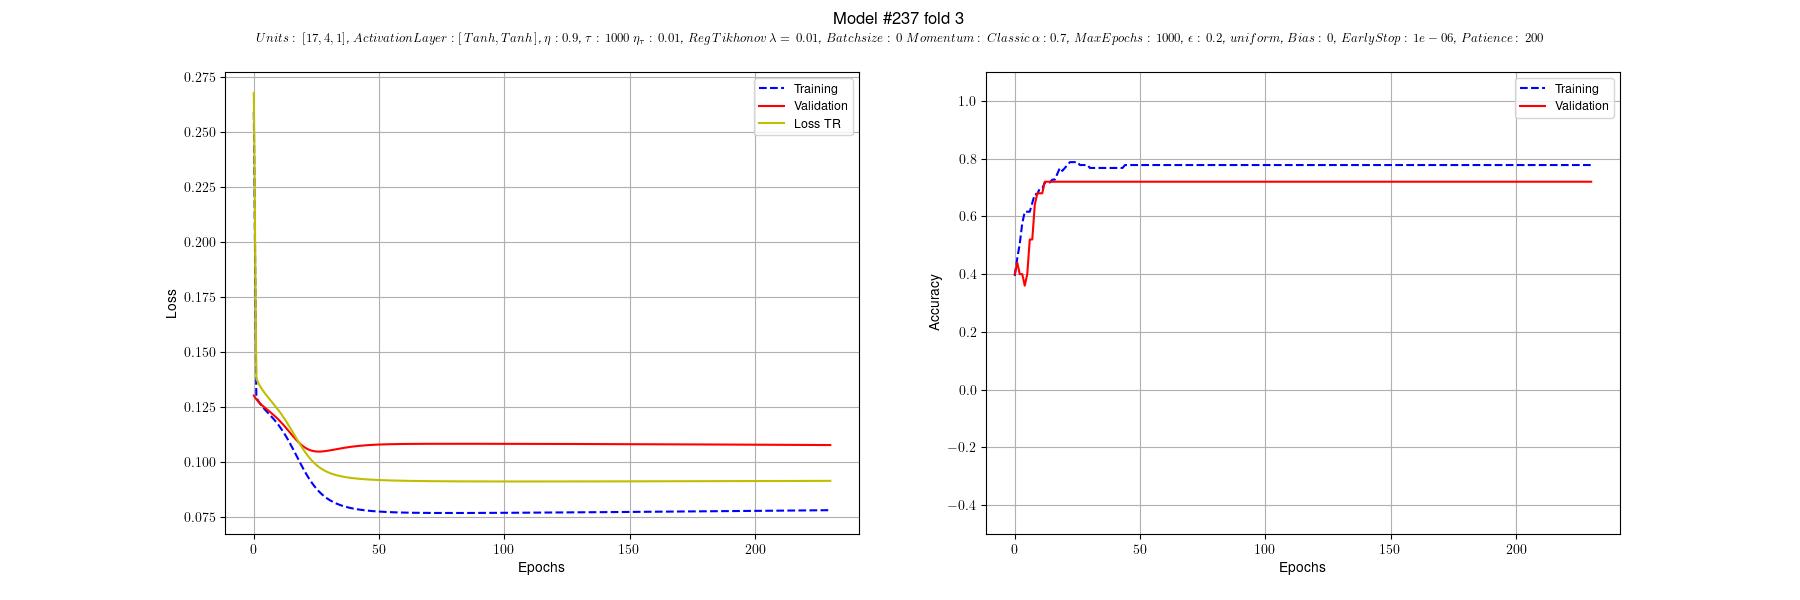 Model #237 fold 3
Units : [17, 4, 1], ActivationLayer : [Tanh, Tanh], η : 0.9, τ : 1000 ητ : 0.01, RegTikhonov λ = 0.01, Batchsize : 0 Momentum : Classic α : 0.7, MaxEpochs : 1000, ϵ : 0.2, uniform, Bias : 0, EarlyStop : 1e − 06, Patience : 200
0.275
0.250
0.225
0.200
0.175
0.150
0.125
0.100
0.075
Loss
Training
Validation
Loss TR
0 50 100 150 200
Epochs
1.0
0.8
0.6
0.4
0.2
0.0
−0.2
−0.4
Accuracy
Training
Validation
0 50 100 150 200
Epochs